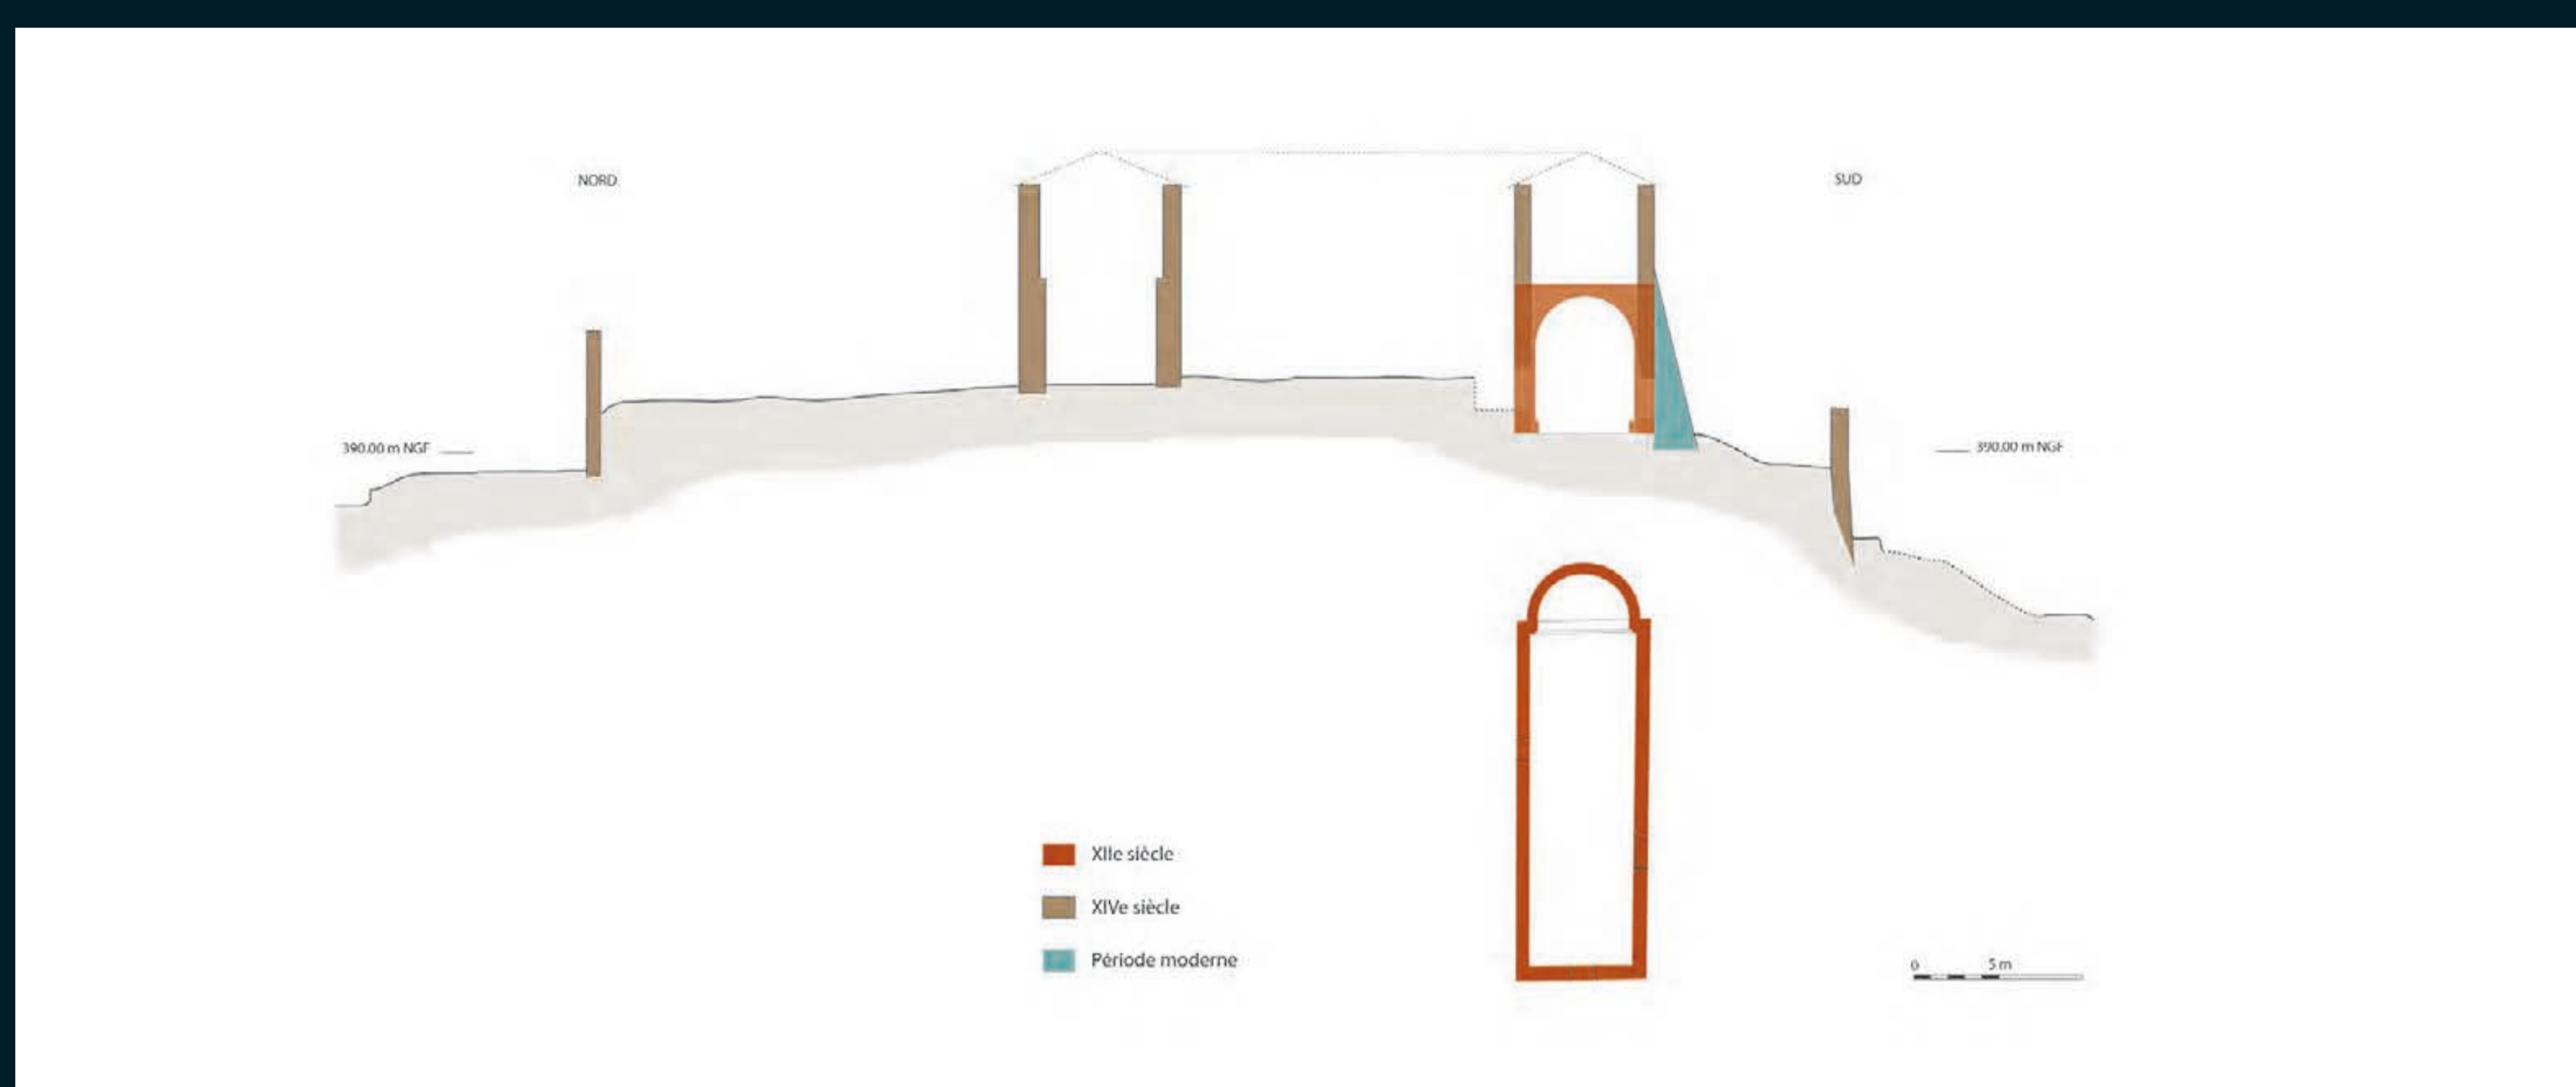 NORD
SUD
390.00 m NGF
390.00 m NGF
XIIe siècle
XIVe siècle
Période moderne
0 5 m